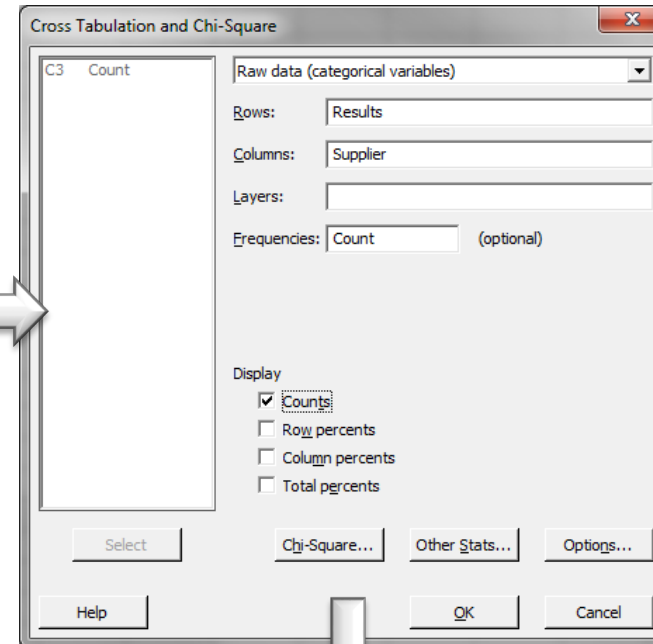 Cross Tabulation and Chi-Square
C3 Count
Raw data (categorical variables)
Rows: Results
Columns: Supplier
Layers:
Frequencies: Count (optional)
Display
Counts
Row percents
Column percents
Total percents
Select Chi-Square... Other Stats... Options...
Help OK Cancel